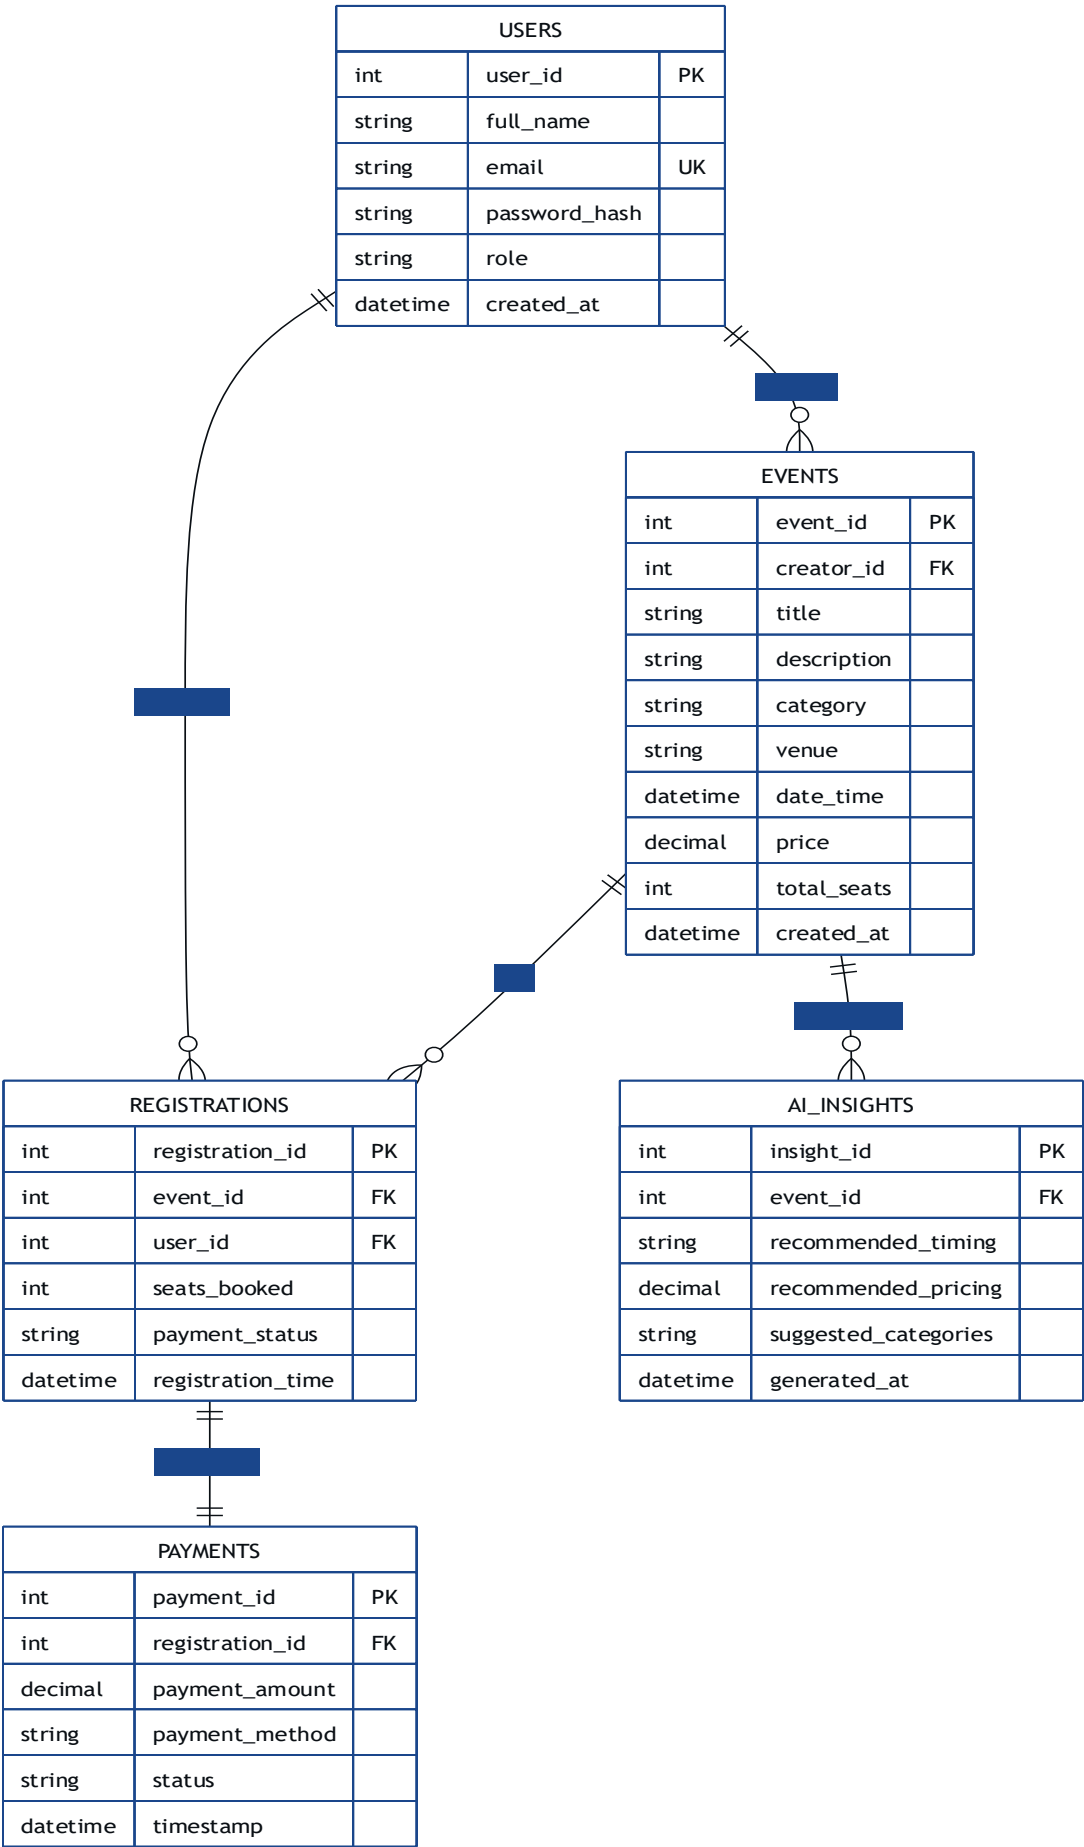 USERS
int user_id PK
string full_name
string email UK
string password_hash
string role
datetime created_at
EVENTS
int event_id PK
int creator_id FK
string title
string description
string category
string venue
datetime date_time
decimal price
int total_seats
datetime created_at
REGISTRATIONS
int registration_id PK
int event_id FK
int user_id FK
int seats_booked
string payment_status
datetime registration_time
AI_INSIGHTS
int insight_id PK
int event_id FK
string recommended_timing
decimal recommended_pricing
string suggested_categories
datetime generated_at
PAYMENTS
int payment_id PK
int registration_id FK
decimal payment_amount
string payment_method
string status
datetime timestamp